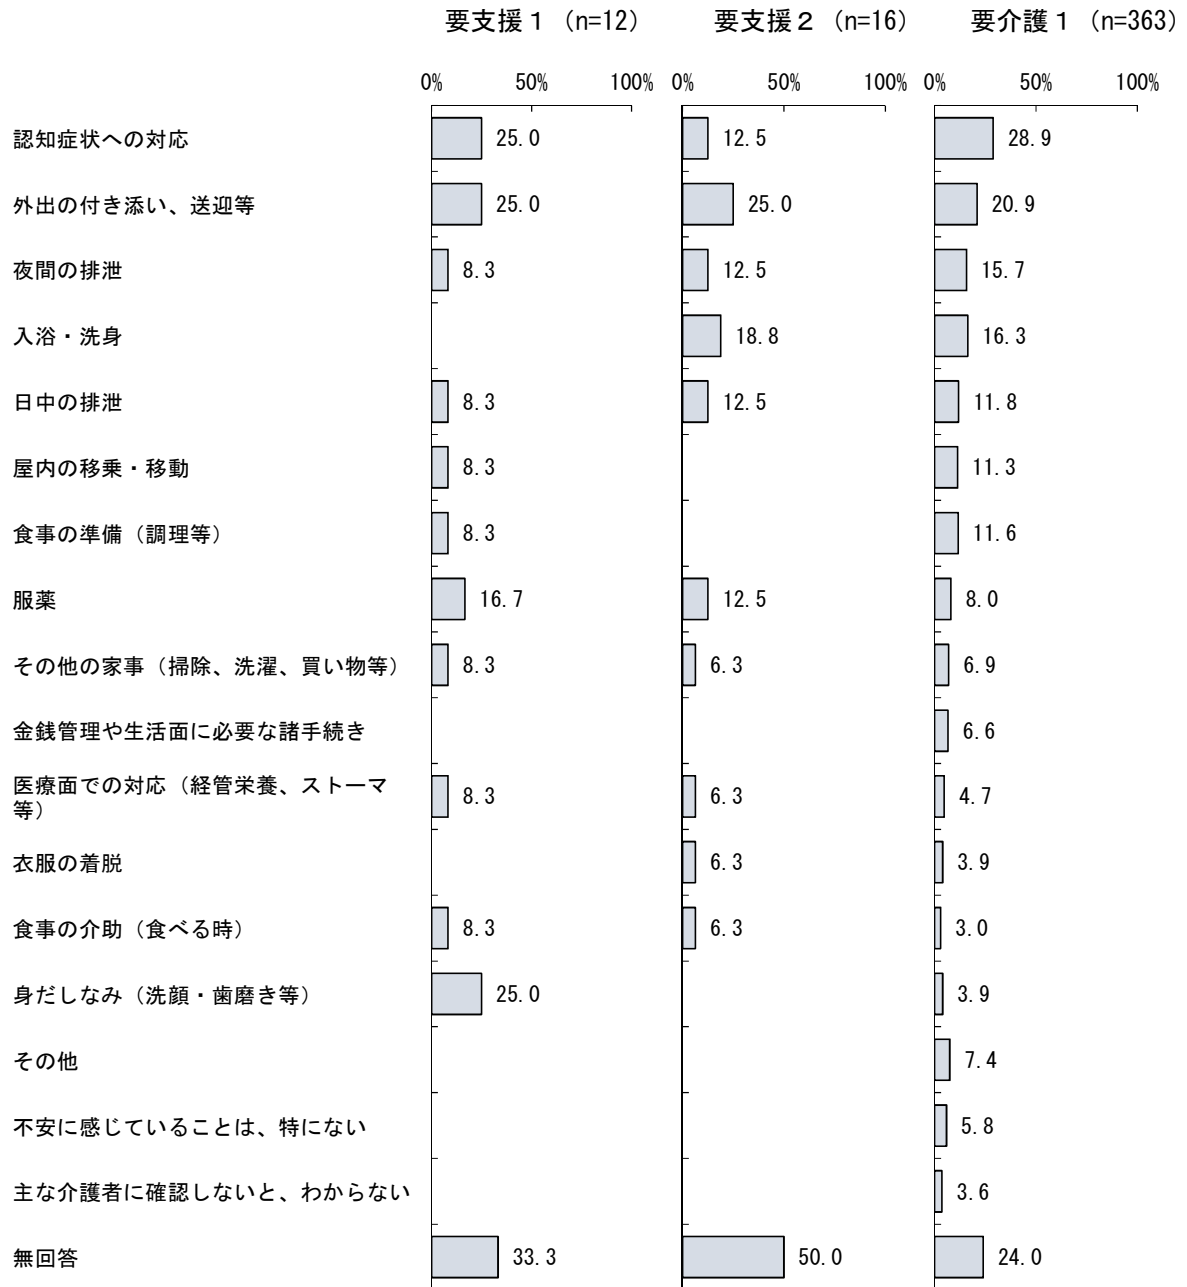 要支援１（n=12） 要支援２（n=16） 要介護１（n=363）
0% 50% 100% 0% 50% 100% 0% 50% 100%
認知症状への対応 25.0 12.5 28.9
外出の付き添い、送迎等 25.0 25.0 20.9
夜間の排泄 8.3 12.5 15.7
入浴・洗身 18.8 16.3
日中の排泄 8.3 12.5 11.8
屋内の移乗・移動 8.3 11.3
食事の準備（調理等） 8.3 11.6
服薬 16.7 12.5 8.0
その他の家事（掃除、洗濯、買い物等） 8.3 6.3 6.9
金銭管理や生活面に必要な諸手続き 6.6
医療面での対応（経管栄養、ストーマ
等） 8.3 6.3 4.7
衣服の着脱 6.3 3.9
食事の介助（食べる時） 8.3 6.3 3.0
身だしなみ（洗顔・歯磨き等） 25.0 3.9
その他 7.4
不安に感じていることは、特にない 5.8
主な介護者に確認しないと、わからない 3.6
無回答 33.3 50.0 24.0